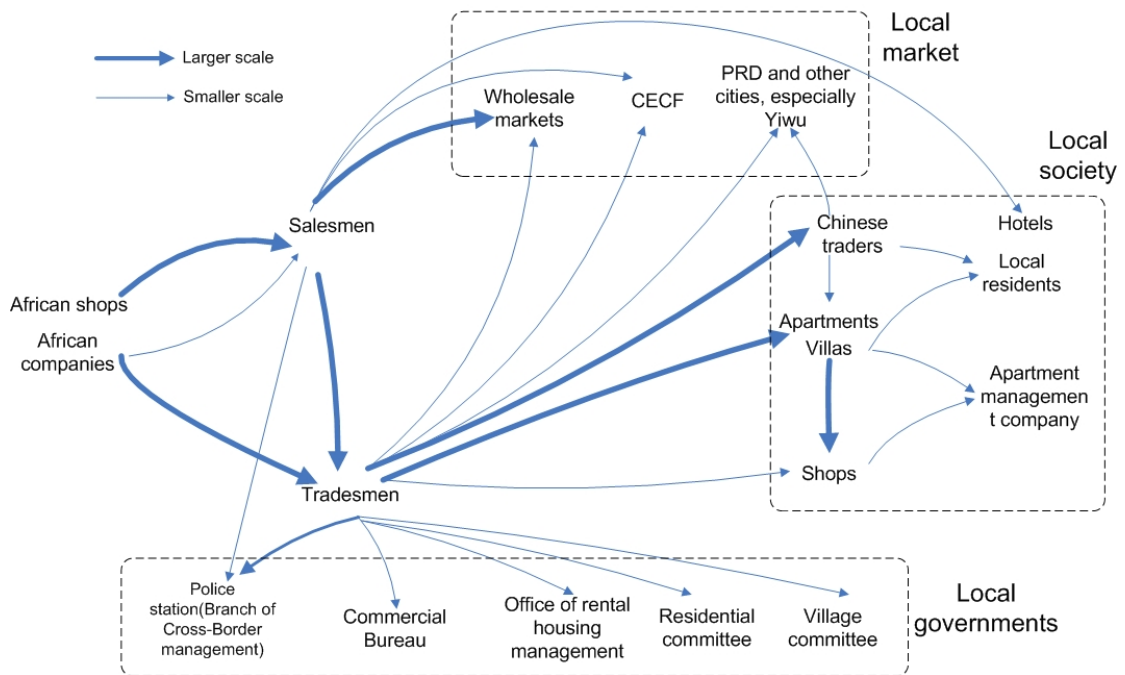 Local
market
Larger scale
Smaller scale
Wholesale
markets
CECF
PRD and other
cities, especially
Yiwu
Local
society
Salesmen
Chinese
traders
Hotels
Local
residents
African shops
African
companies
Apartments
Villas
Apartment
managemen
t company
Shops
Tradesmen
Police
station(Branch of
Cross-Border
management)
Commercial
Bureau
Office of rental
housing
management
Residential
committee
Village
committee
Local
governments